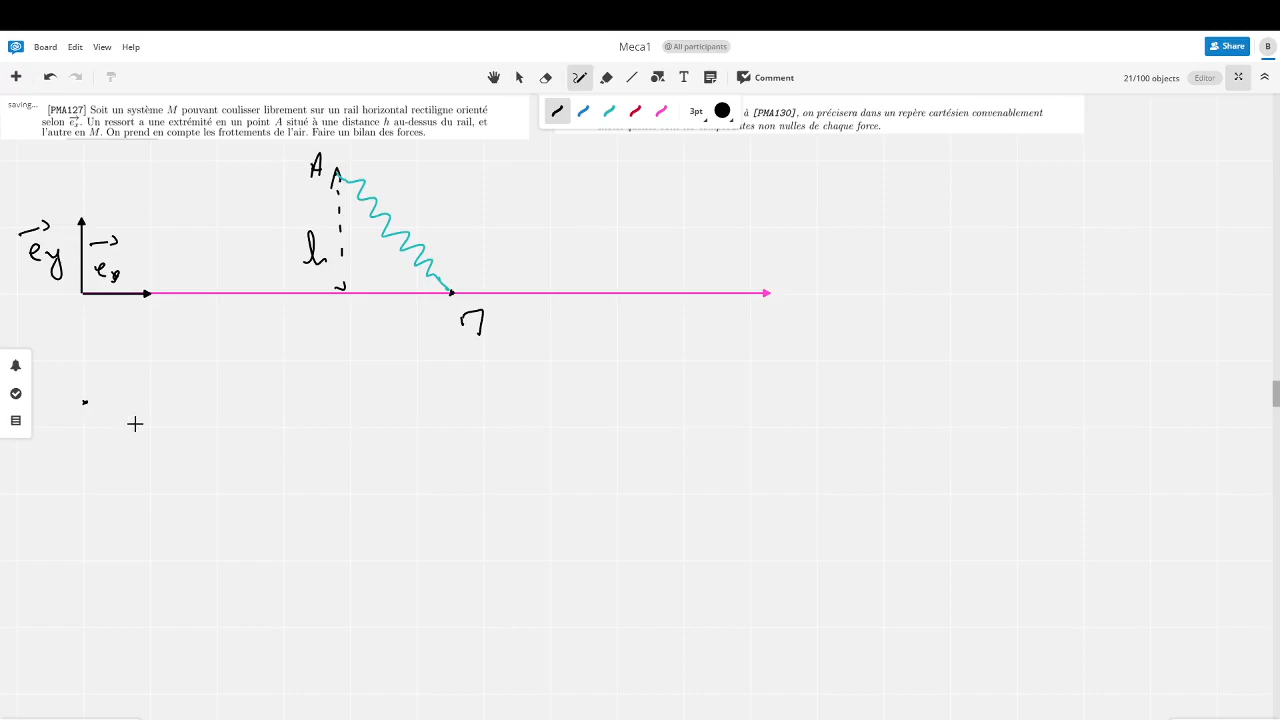 Board Edit View Help
Meca1 @ All participants
Share B
T Comment
21/100 objects Editor
saving...
[PMA127] Soit un système M pouvant coulisser librement sur un rail horizontal rectiligne orienté
selon ex. Un ressort a une extrémité en un point A situé à une distance h au-dessus du rail, et
l'autre en M. On prend en compte les frottements de l'air. Faire un bilan des forces.
3pt
à [PMA130], on précisera dans un repère cartésien convenablement
non nulles de chaque force.
A
h
ey
M